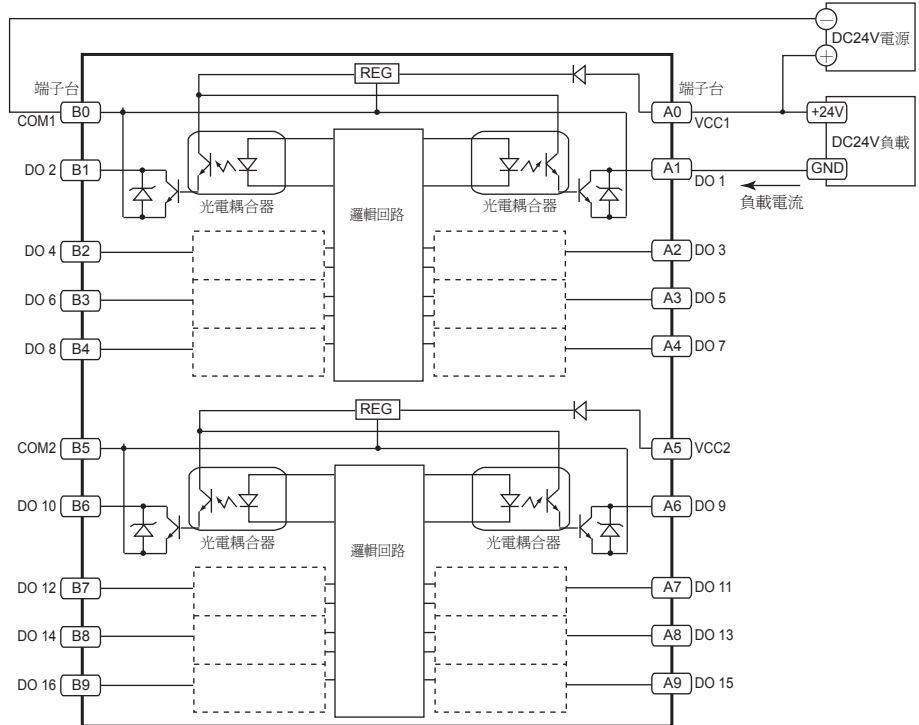 DC24V電源
端子台
REG
端子台
COM1 B0
A0 VCC1
+24V
DC24V負載
DO 2 B1
A1 DO 1
GND
負載電流
光電耦合器
邏輯回路
光電耦合器
DO 4 B2
A2 DO 3
DO 6 B3
A3 DO 5
DO 8 B4
A4 DO 7
REG
COM2 B5
A5 VCC2
DO 10 B6
A6 DO 9
光電耦合器
邏輯回路
光電耦合器
DO 12 B7
A7 DO 11
DO 14 B8
A8 DO 13
DO 16 B9
A9 DO 15